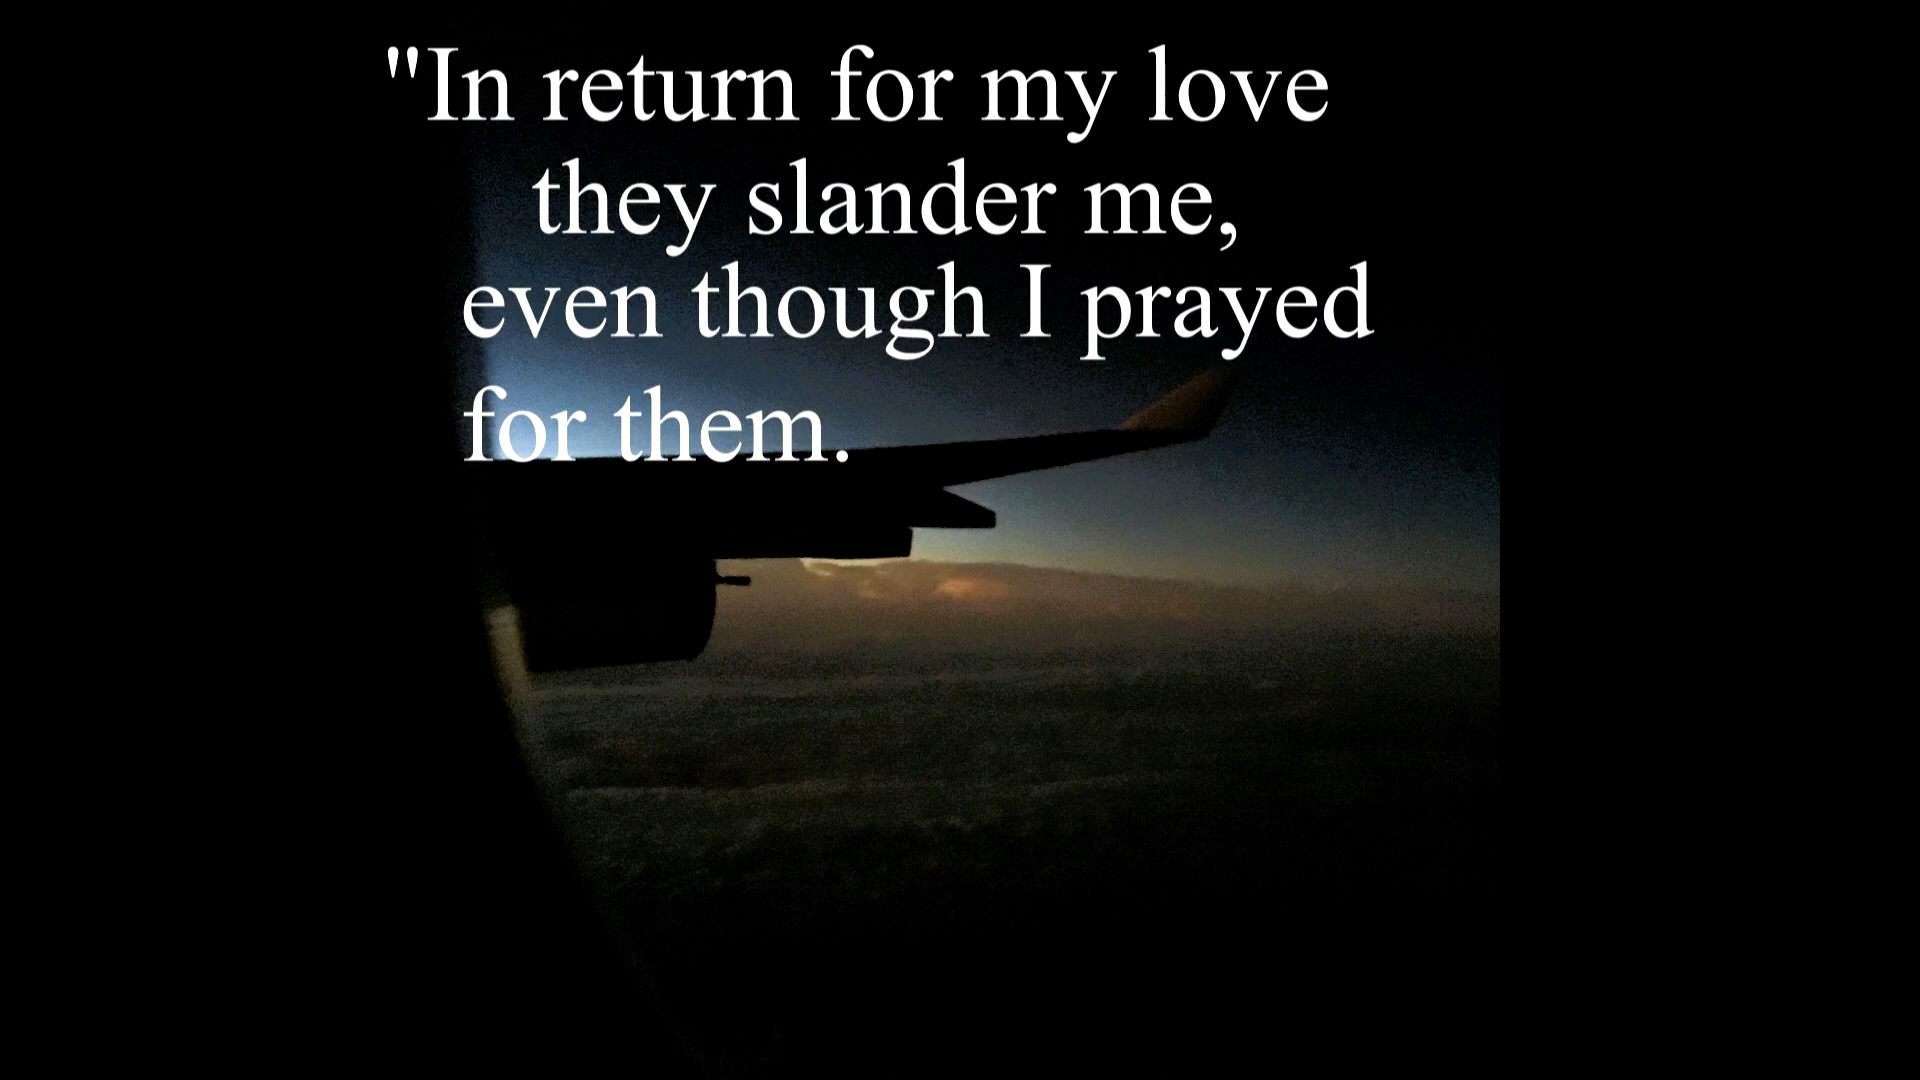 "In return for my love
they slander me,
even though I prayed
for them.